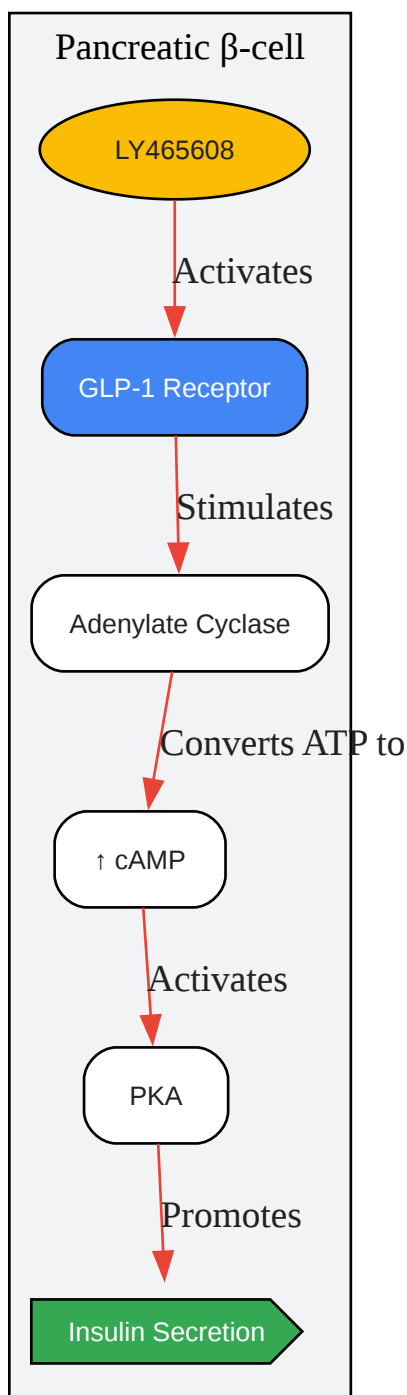 Pancreatic β-cell
LY465608
Activates
GLP-1 Receptor
Stimulates
Adenylate Cyclase
Converts ATP to
↑ cAMP
Activates
PKA
Promotes
Insulin Secretion